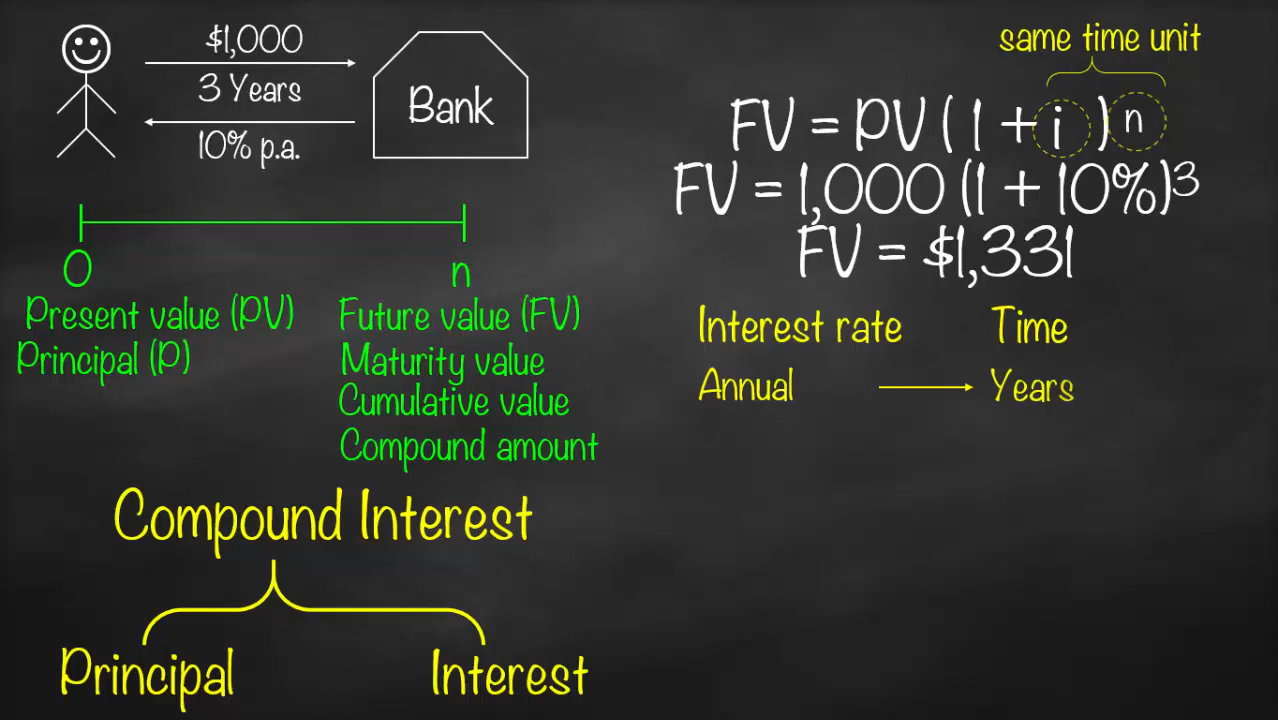 $1,000
3 Years
10% p.a.
Bank
0
n
Present value (PV)
Principal (P)
Future value (FV)
Maturity value
Cumulative value
Compound amount
Compound Interest
Principal
Interest
same time unit
FV = PV ( 1 + i ) n
FV = 1,000 (1 + 10%)3
FV = $1,331
Interest rate
Time
Annual
Years